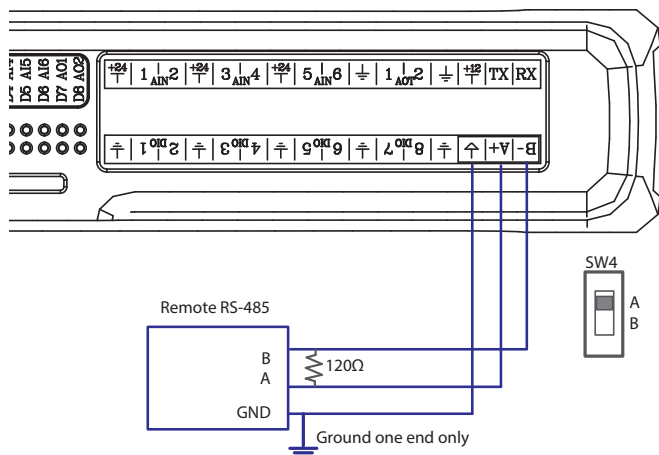 D4 AI4
D5 AI5
D6 AI6
D7 AO1
D8 AO2
+24 1 AIN 2 +24 3 AIN 4 +24 5 AIN 6 1 AOT 2 +12 TX RX
1 DIO 2 3 DIO 4 5 DIO 6 7 DIO 8 A+ B-
SW4
A
B
Remote RS-485
B
A
120Ω
GND
Ground one end only